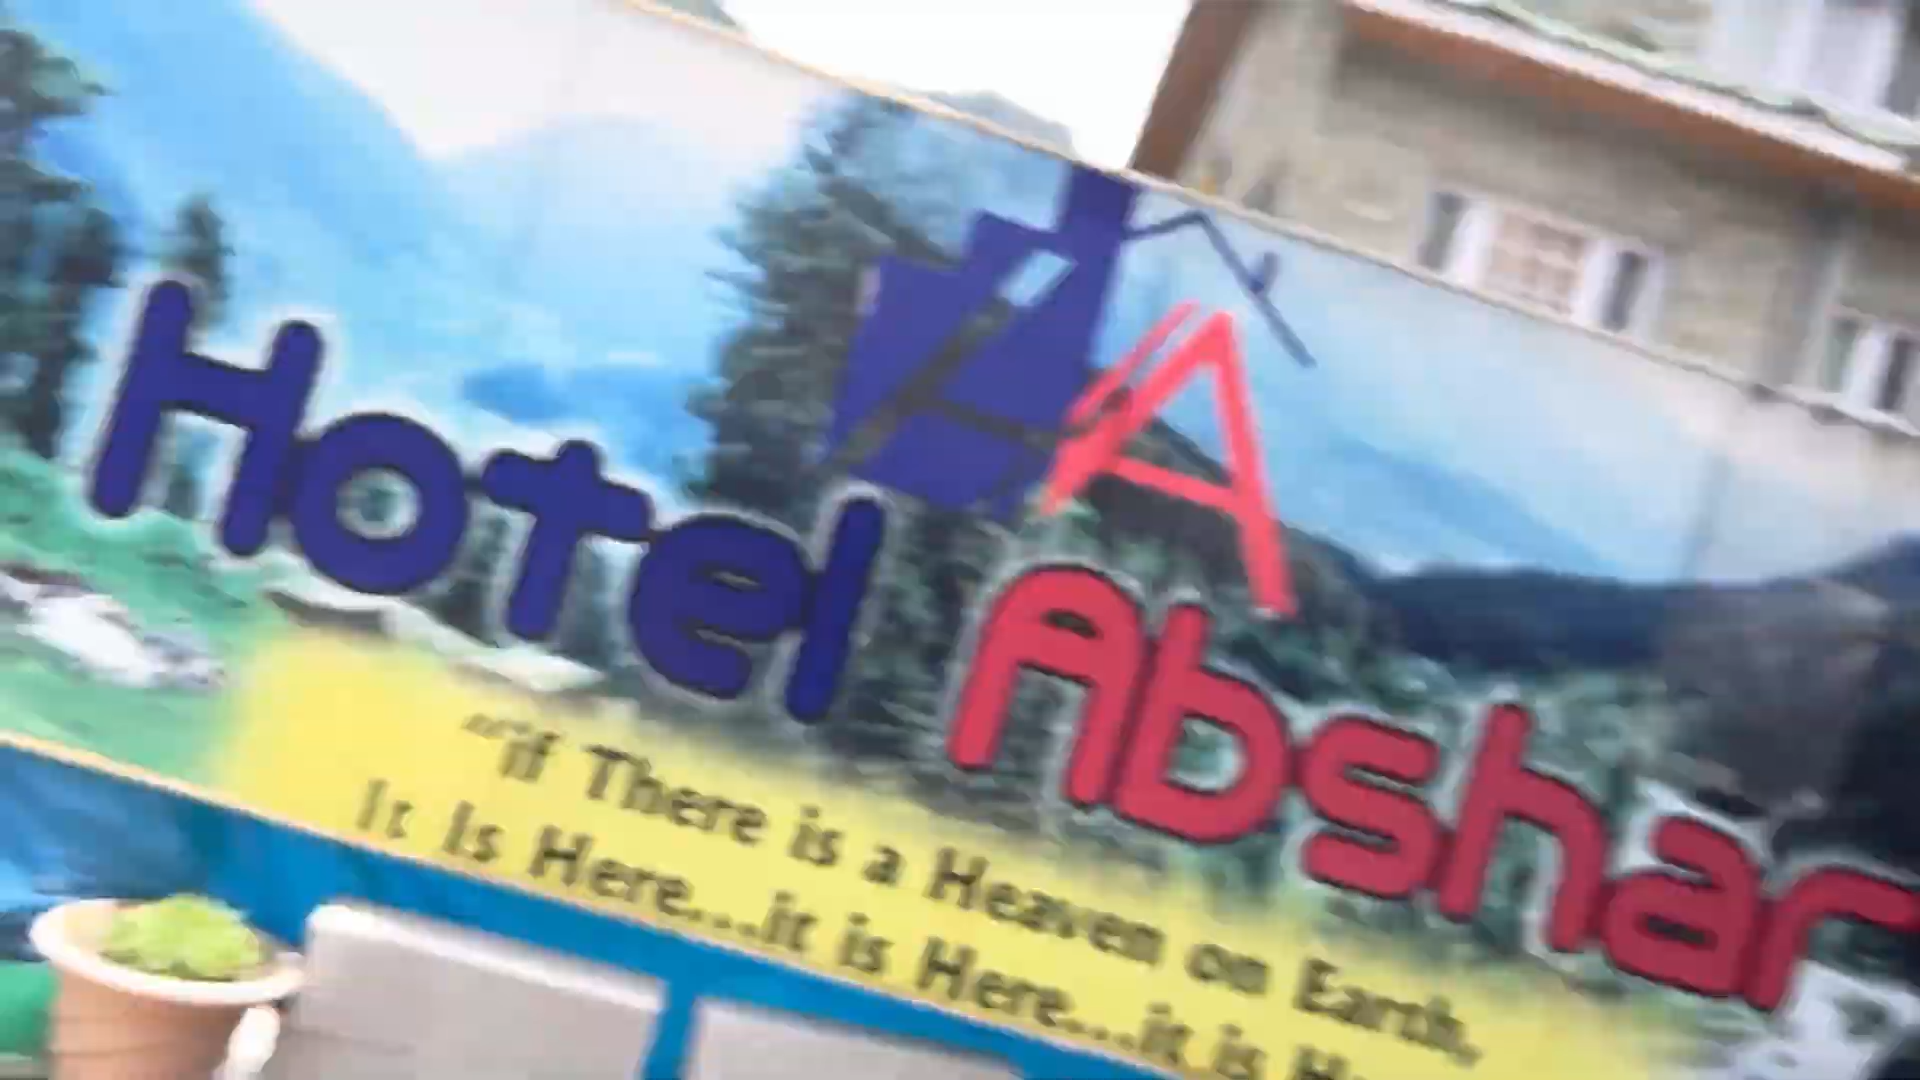 A
Hotel Abshar
""if There is a Heaven on Earth,
It Is Here...it is Here...it is